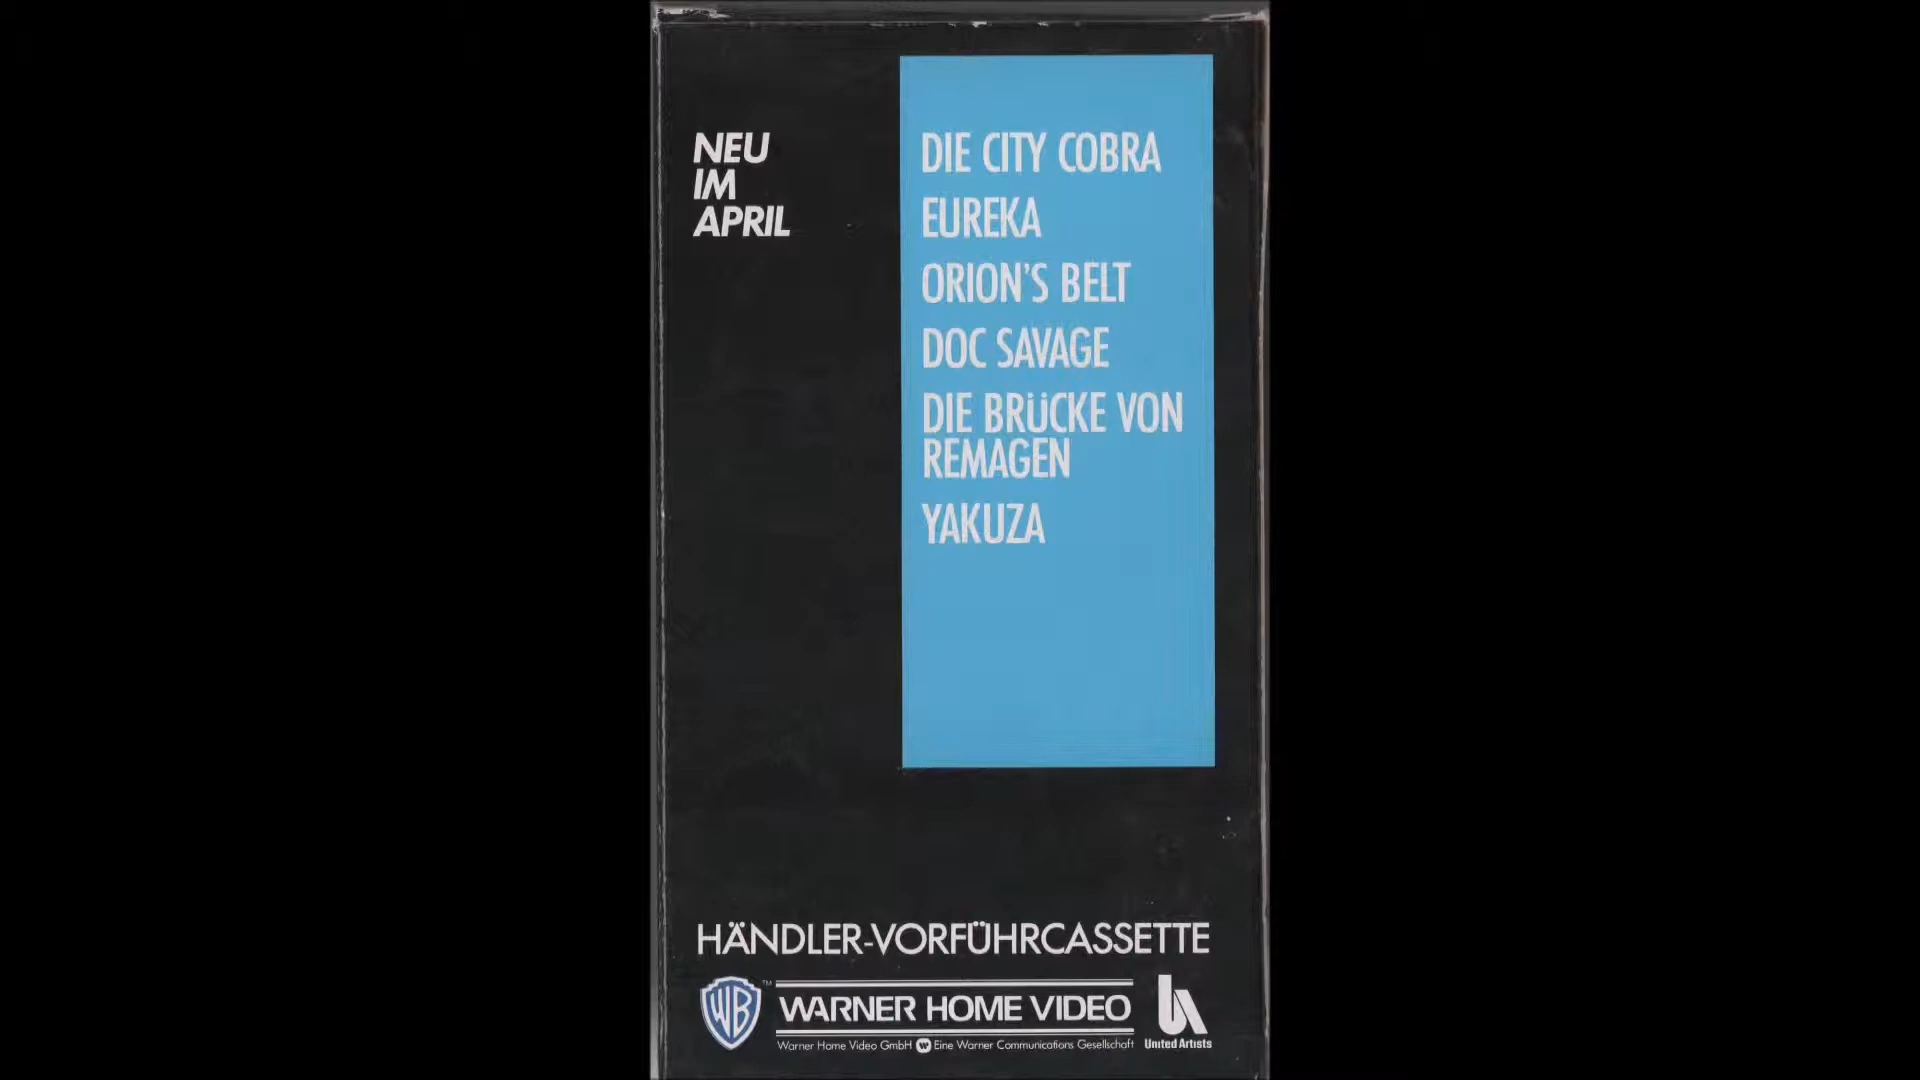 NEU
IM
APRIL
DIE CITY COBRA
EUREKA
ORION'S BELT
DOC SAVAGE
DIE BRÜCKE VON
REMAGEN
YAKUZA
HÄNDLER-VORFÜHRCASSETTE
WB ™ WARNER HOME VIDEO
Warner Home Video GmbH W Eine Warner Communications Gesellschaft
United Artists